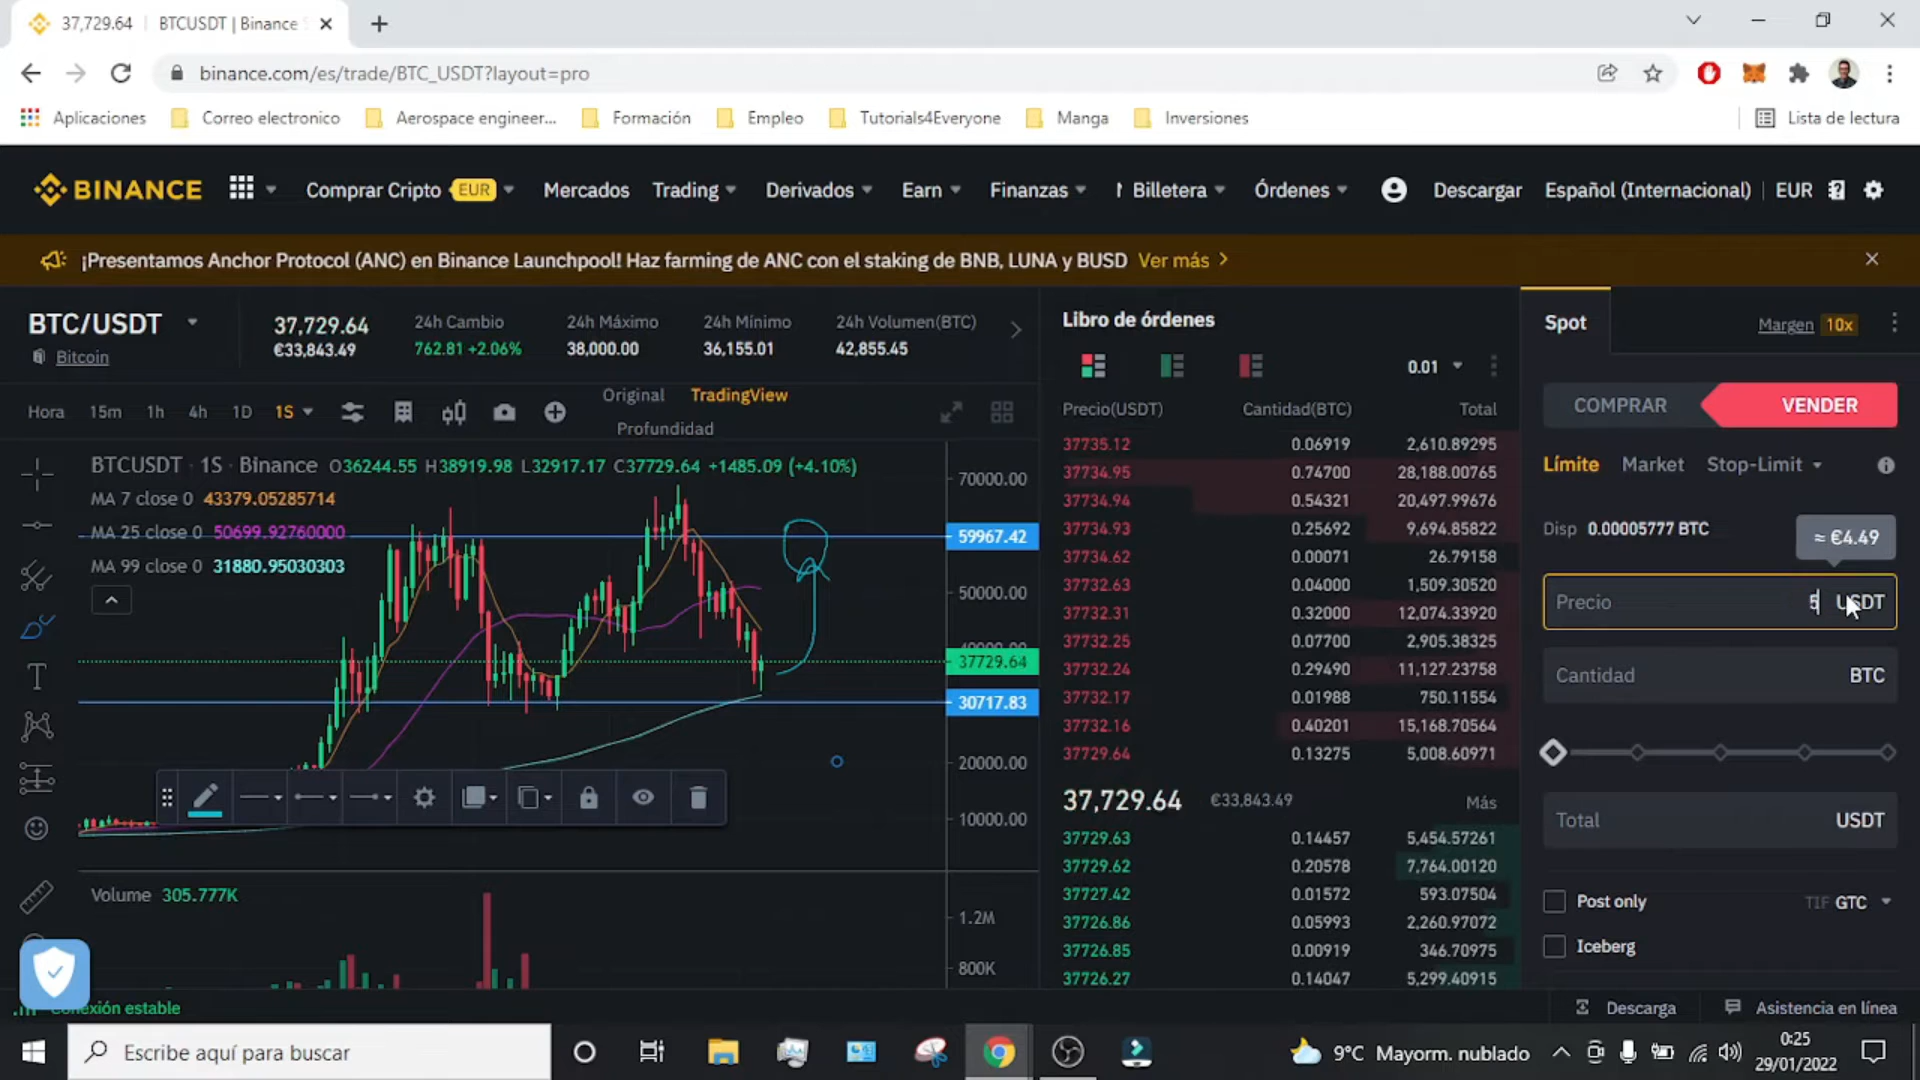 37,729.64 | BTCUSDT | Binance
binance.com/es/trade/BTC_USDT?layout=pro
Aplicaciones Correo electronico Aerospace engineer... Formación Empleo Tutorials4Everyone Manga Inversiones Lista de lectura
BINANCE Comprar Cripto EUR Mercados Trading Derivados Earn Finanzas Billetera Órdenes Descargar Español (Internacional) EUR
¡Presentamos Anchor Protocol (ANC) en Binance Launchpool! Haz farming de ANC con el staking de BNB, LUNA y BUSD Ver más
BTC/USDT
Bitcoin
37,729.64
€33,843.49
24h Cambio
762.81 +2.06%
24h Máximo
38,000.00
24h Mínimo
36,155.01
24h Volumen(BTC)
42,855.45
Hora 15m 1h 4h 1D 1S
Original TradingView
Profundidad
BTCUSDT · 1S · Binance O36244.55 H38919.98 L32917.17 C37729.64 +1485.09 (+4.10%)
MA 7 close 0 43379.05285714
MA 25 close 0 50699.92760000
MA 99 close 0 31880.95030303
70000.00
59967.42
50000.00
37729.64
30717.83
20000.00
10000.00
Volume 305.777K
1.2M
800K
Conexión estable
Libro de órdenes
0.01
Precio(USDT) Cantidad(BTC) Total
37735.12 0.06919 2,610.89295
37734.95 0.74700 28,188.00765
37734.94 0.54321 20,497.99676
37734.93 0.25692 9,694.85822
37734.62 0.00071 26.79158
37732.63 0.04000 1,509.30520
37732.31 0.32000 12,074.33920
37732.25 0.07700 2,905.38325
37732.24 0.29490 11,127.23758
37732.17 0.01988 750.11554
37732.16 0.40201 15,168.70564
37729.64 0.13275 5,008.60971
37,729.64 €33,843.49 Más
37729.63 0.14457 5,454.57261
37729.62 0.20578 7,764.00120
37727.42 0.01572 593.07504
37726.86 0.05993 2,260.97072
37726.85 0.00919 346.70975
37726.27 0.14047 5,299.40915
Spot Margen 10x
COMPRAR VENDER
Límite Market Stop-Limit
Disp 0.00005777 BTC
≈ €4.49
Precio 5 USDT
Cantidad BTC
Total USDT
Post only TIF GTC
Iceberg
Descarga Asistencia en línea
Escribe aquí para buscar
9°C Mayorm. nublado
0:25
29/01/2022